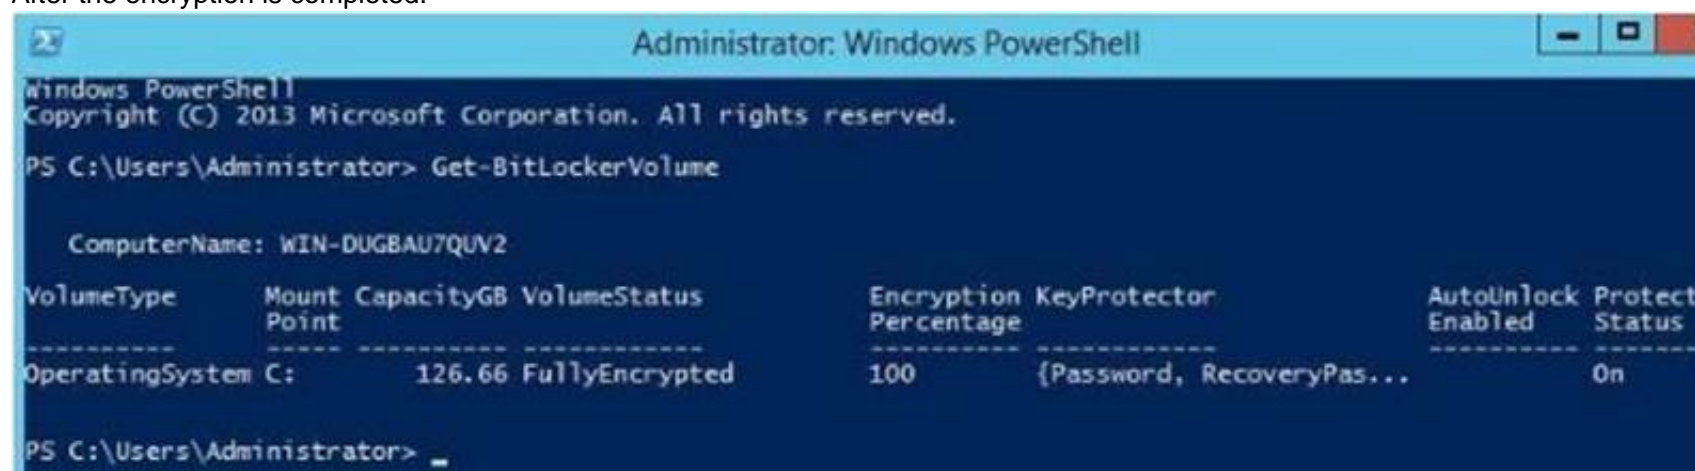 After the encryption is completed:
Administrator: Windows PowerShell
Windows PowerShell
Copyright (C) 2013 Microsoft Corporation. All rights reserved.
PS C:\Users\Administrator> Get-BitLockerVolume
ComputerName: WIN-DUGBAU7QUV2
VolumeType Mount CapacityGB VolumeStatus Encryption KeyProtector AutoUnlock Protect
Point Percentage Enabled Status
---------- ----- ---------- ------------ ---------- ------------ ---------- -------
OperatingSystem C: 126.66 FullyEncrypted 100 {Password, RecoveryPas... On
PS C:\Users\Administrator> _